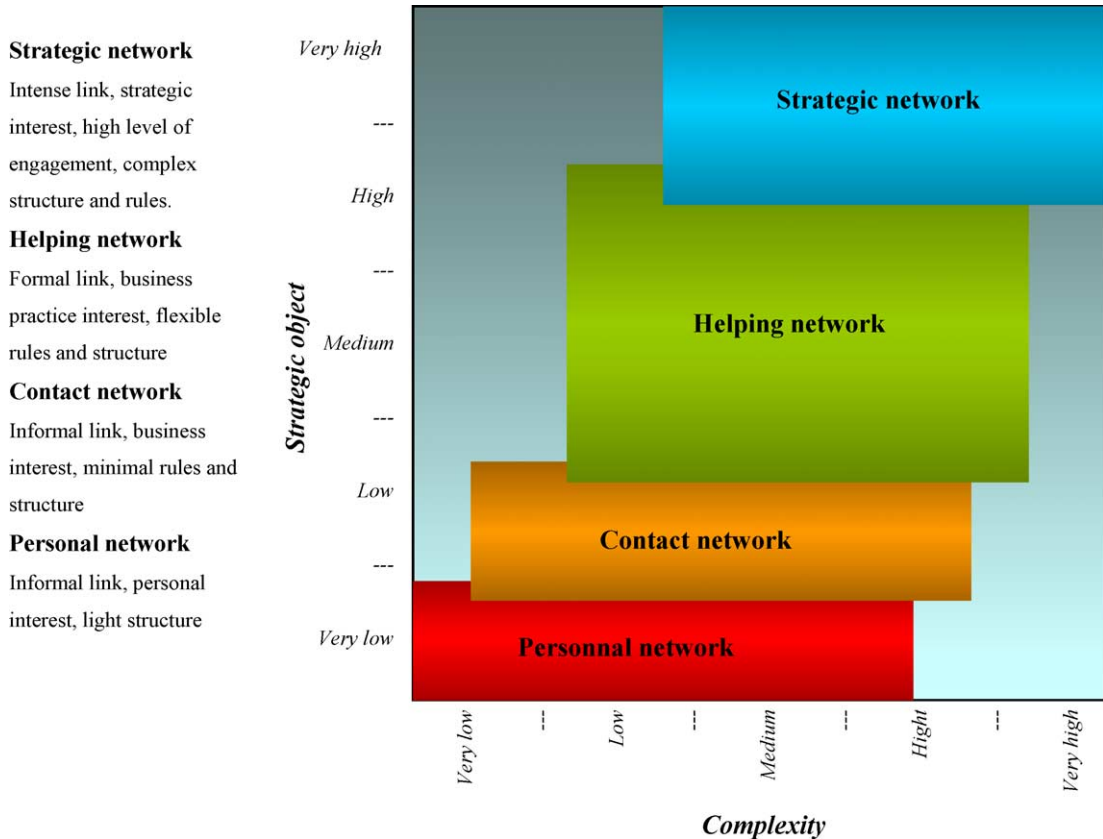 Strategic network
Intense link, strategic
interest, high level of
engagement, complex
structure and rules.
Helping network
Formal link, business
practice interest, flexible
rules and structure
Contact network
Informal link, business
interest, minimal rules and
structure
Personal network
Informal link, personal
interest, light structure
Strategic object
Very high
---
High
---
Medium
---
Low
---
Very low
Strategic network
Helping network
Contact network
Personnal network
Very low
---
Low
---
Medium
---
Hight
---
Very high
Complexity